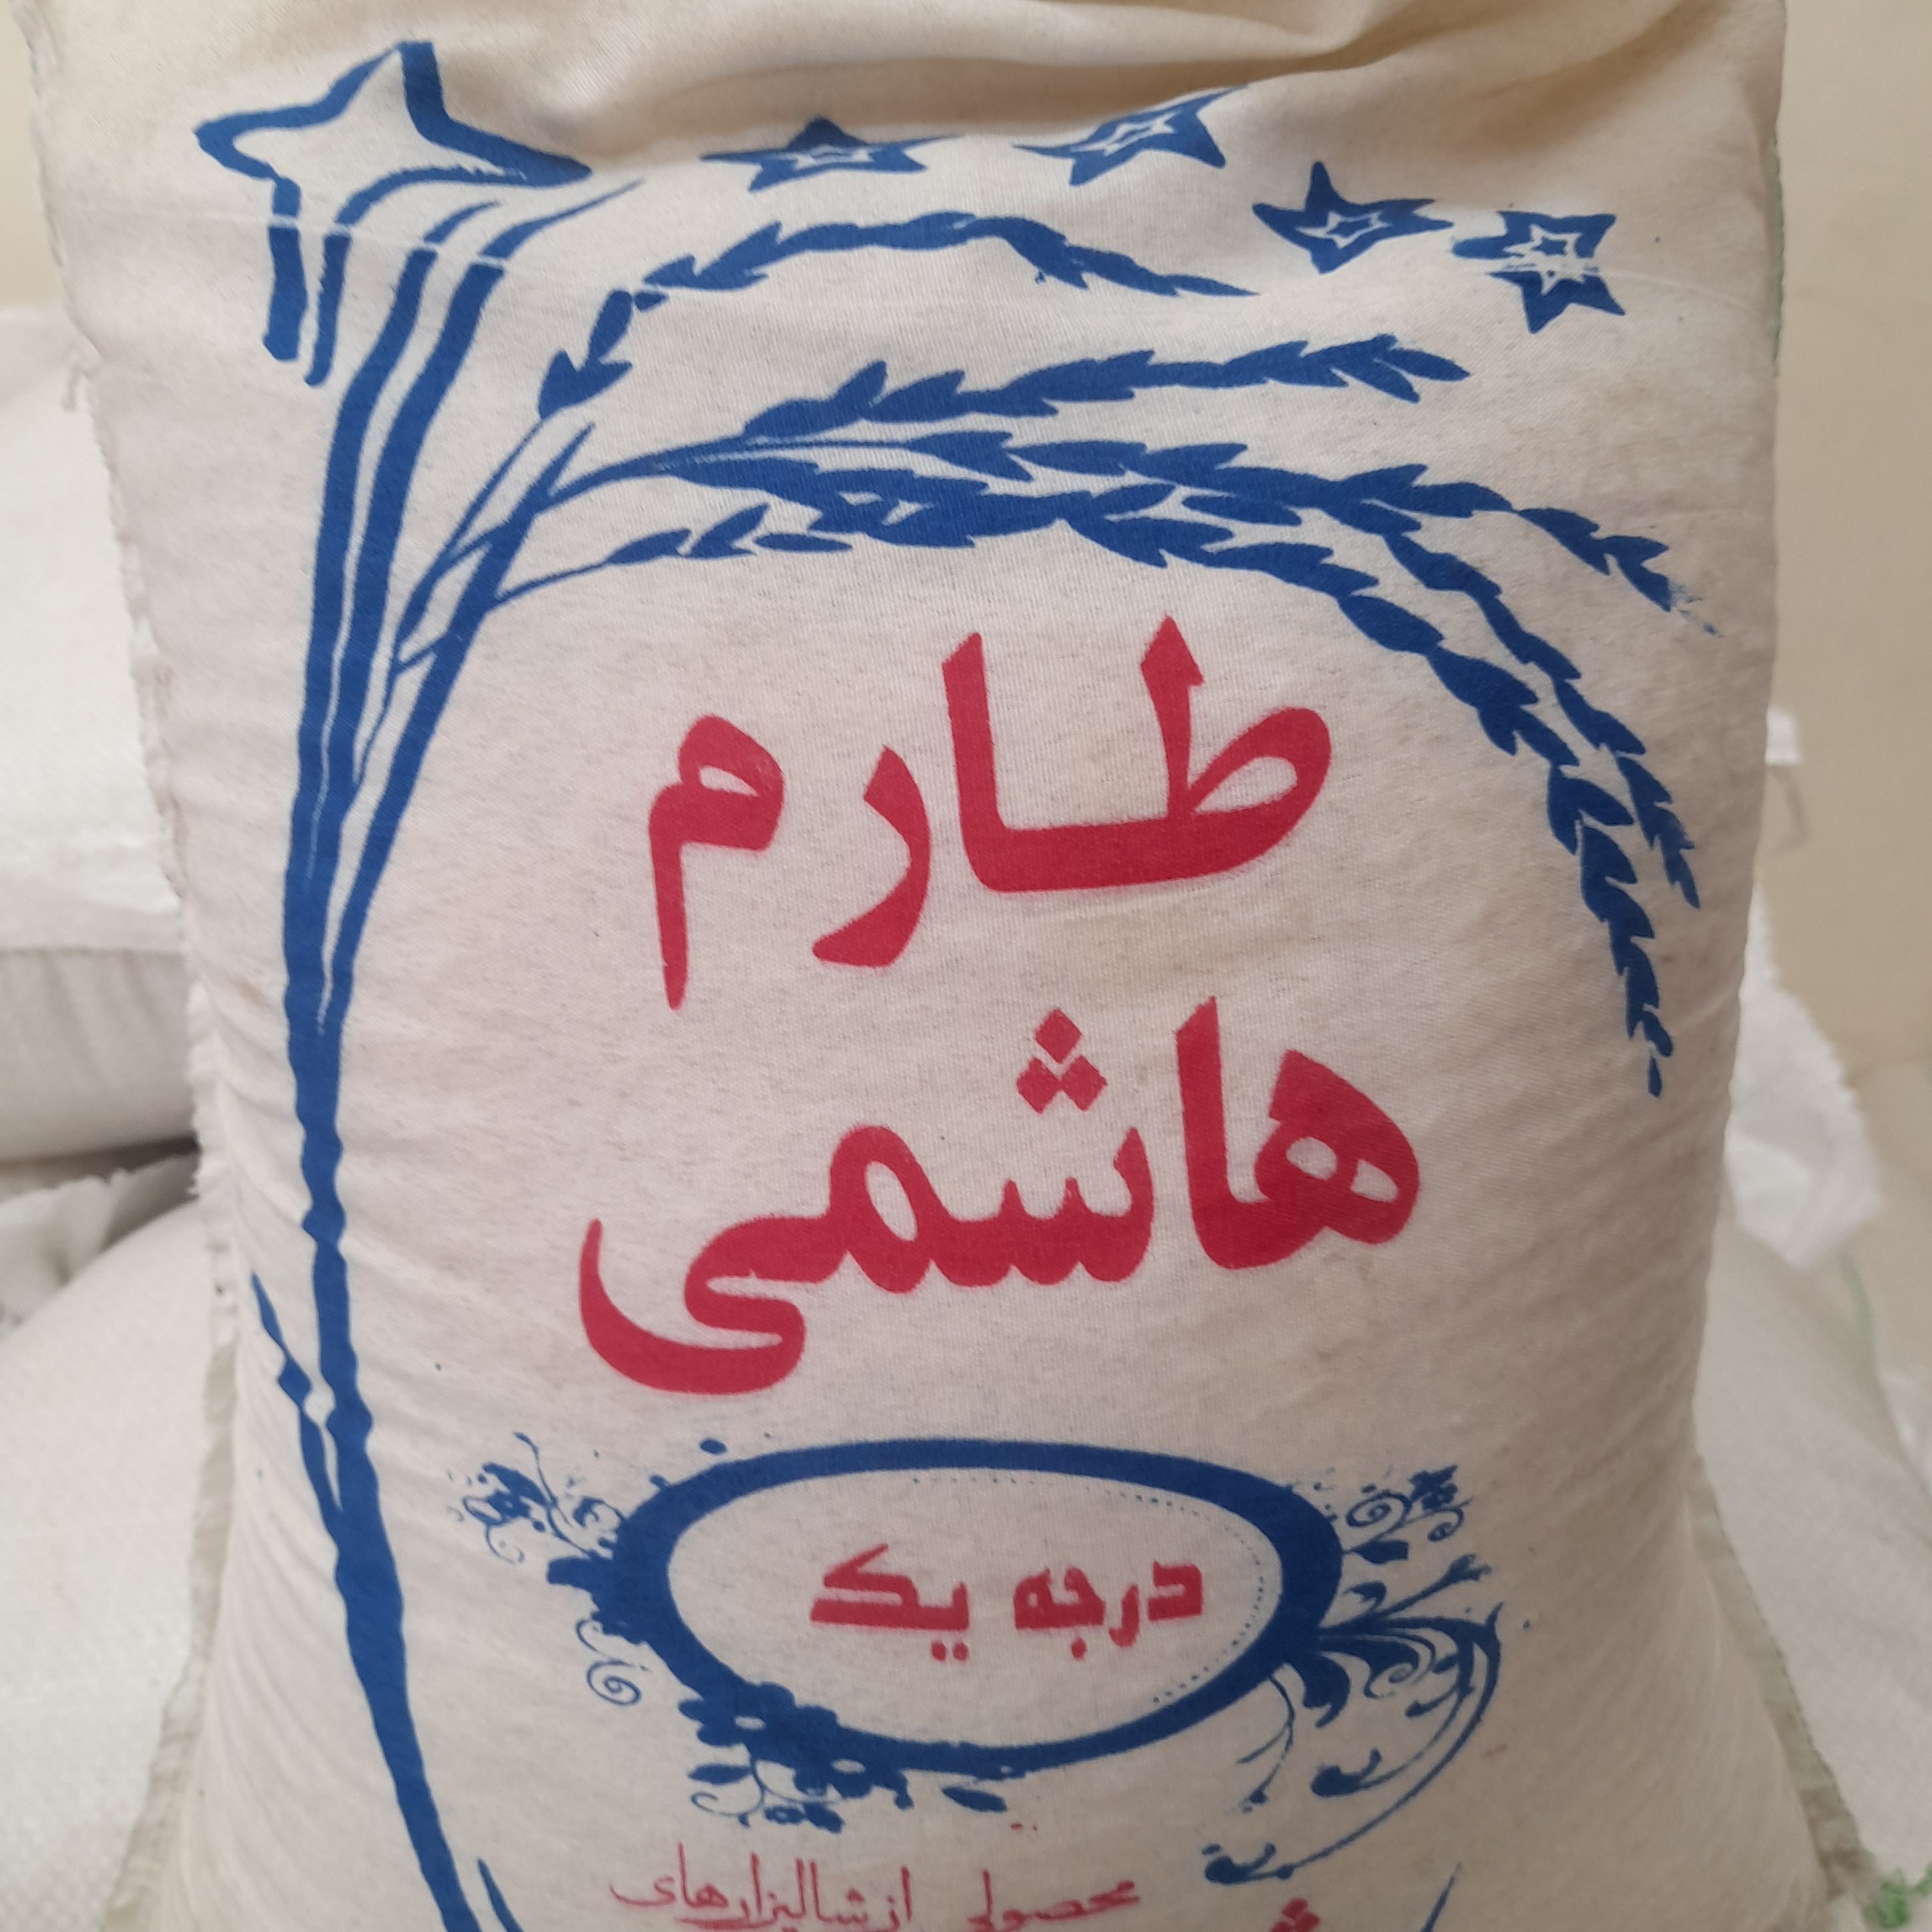 طارم
هاشمی
درجه یک
محصولی از شالیزارهای